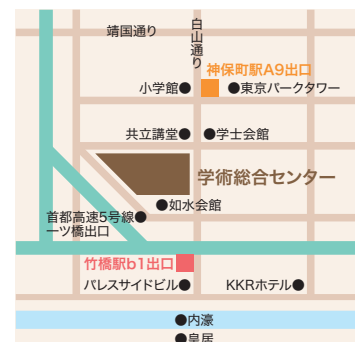 靖国通り
白山通り
神保町駅A9出口
小学館●
●東京パークタワー
共立講堂●
●学士会館
学術総合センター
●如水会館
首都高速5号線●
一ツ橋出口
竹橋駅b1出口
パレスサイドビル●
KKRホテル●
●内濠
●皇居